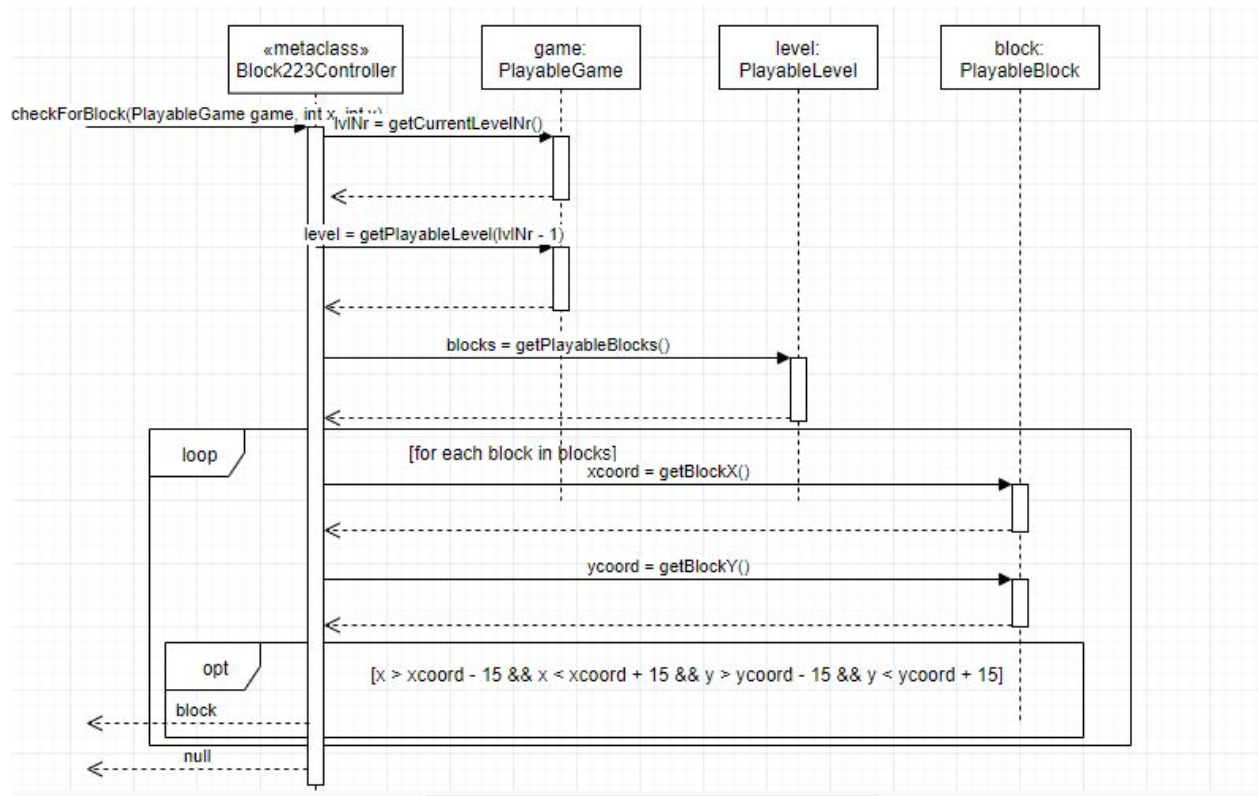 «metaclass»
Block223Controller
game:
PlayableGame
level:
PlayableLevel
block:
PlayableBlock
checkForBlock(PlayableGame game, int x, int y)
lvlNr = getCurrentLevelNr()
level = getPlayableLevel(lvlNr - 1)
blocks = getPlayableBlocks()
loop
[for each block in blocks]
xcoord = getBlockX()
ycoord = getBlockY()
opt
[x > xcoord - 15 && x < xcoord + 15 && y > ycoord - 15 && y < ycoord + 15]
block
null